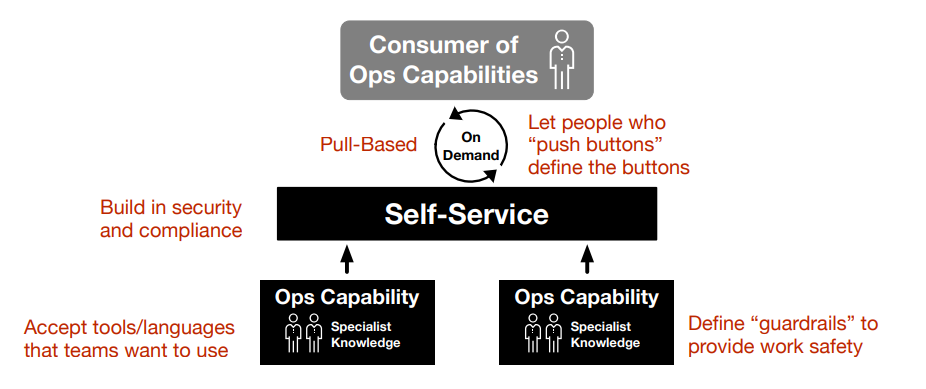 Consumer of
Ops Capabilities
Pull-Based
On
Demand
Let people who
“push buttons”
define the buttons
Build in security
and compliance
Self-Service
Accept tools/languages
that teams want to use
Ops Capability
Specialist
Knowledge
Ops Capability
Specialist
Knowledge
Define “guardrails” to
provide work safety